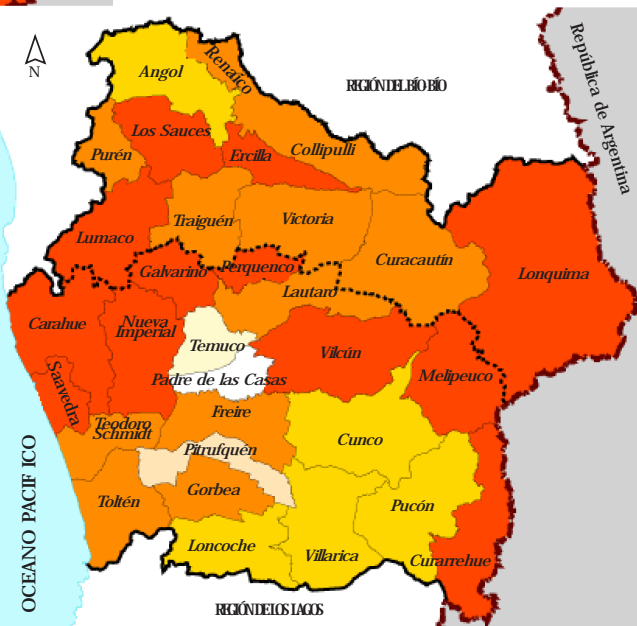 N
REGIÓN DEL BÍO BÍO
República de Argentina
Angol
Renaico
Los Sauces
Purén
Ercilla
Collipulli
Lumaco
Traiguén
Victoria
Curacautín
Lonquima
Galvarino
Perquenco
Lautaro
Carahue
Nueva
Imperial
Temuco
Vilcún
Melipeuco
Saavedra
Padre de las Casas
Teodoro
Schmidt
Freire
Cunco
Pitrufquén
Toltén
Gorbea
Pucón
Loncoche
Villarica
Curarrehue
OCEANO PACIFICO
REGIÓN DE LOS LAGOS